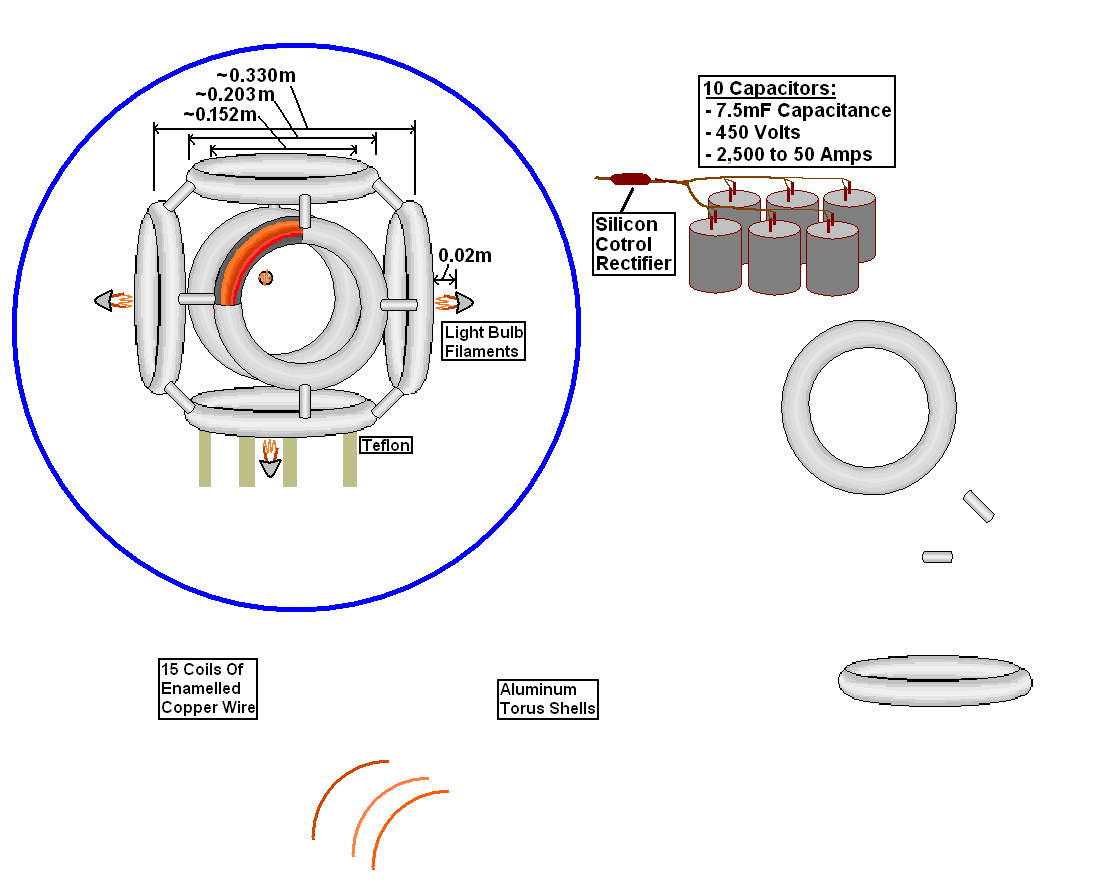 ~0.330m
~0.203m
~0.152m
10 Capacitors:
- 7.5mF Capacitance
- 450 Volts
- 2,500 to 50 Amps
Silicon
Cotrol
Rectifier
0.02m
Light Bulb
Filaments
Teflon
15 Coils Of
Enamelled
Copper Wire
Aluminum
Torus Shells